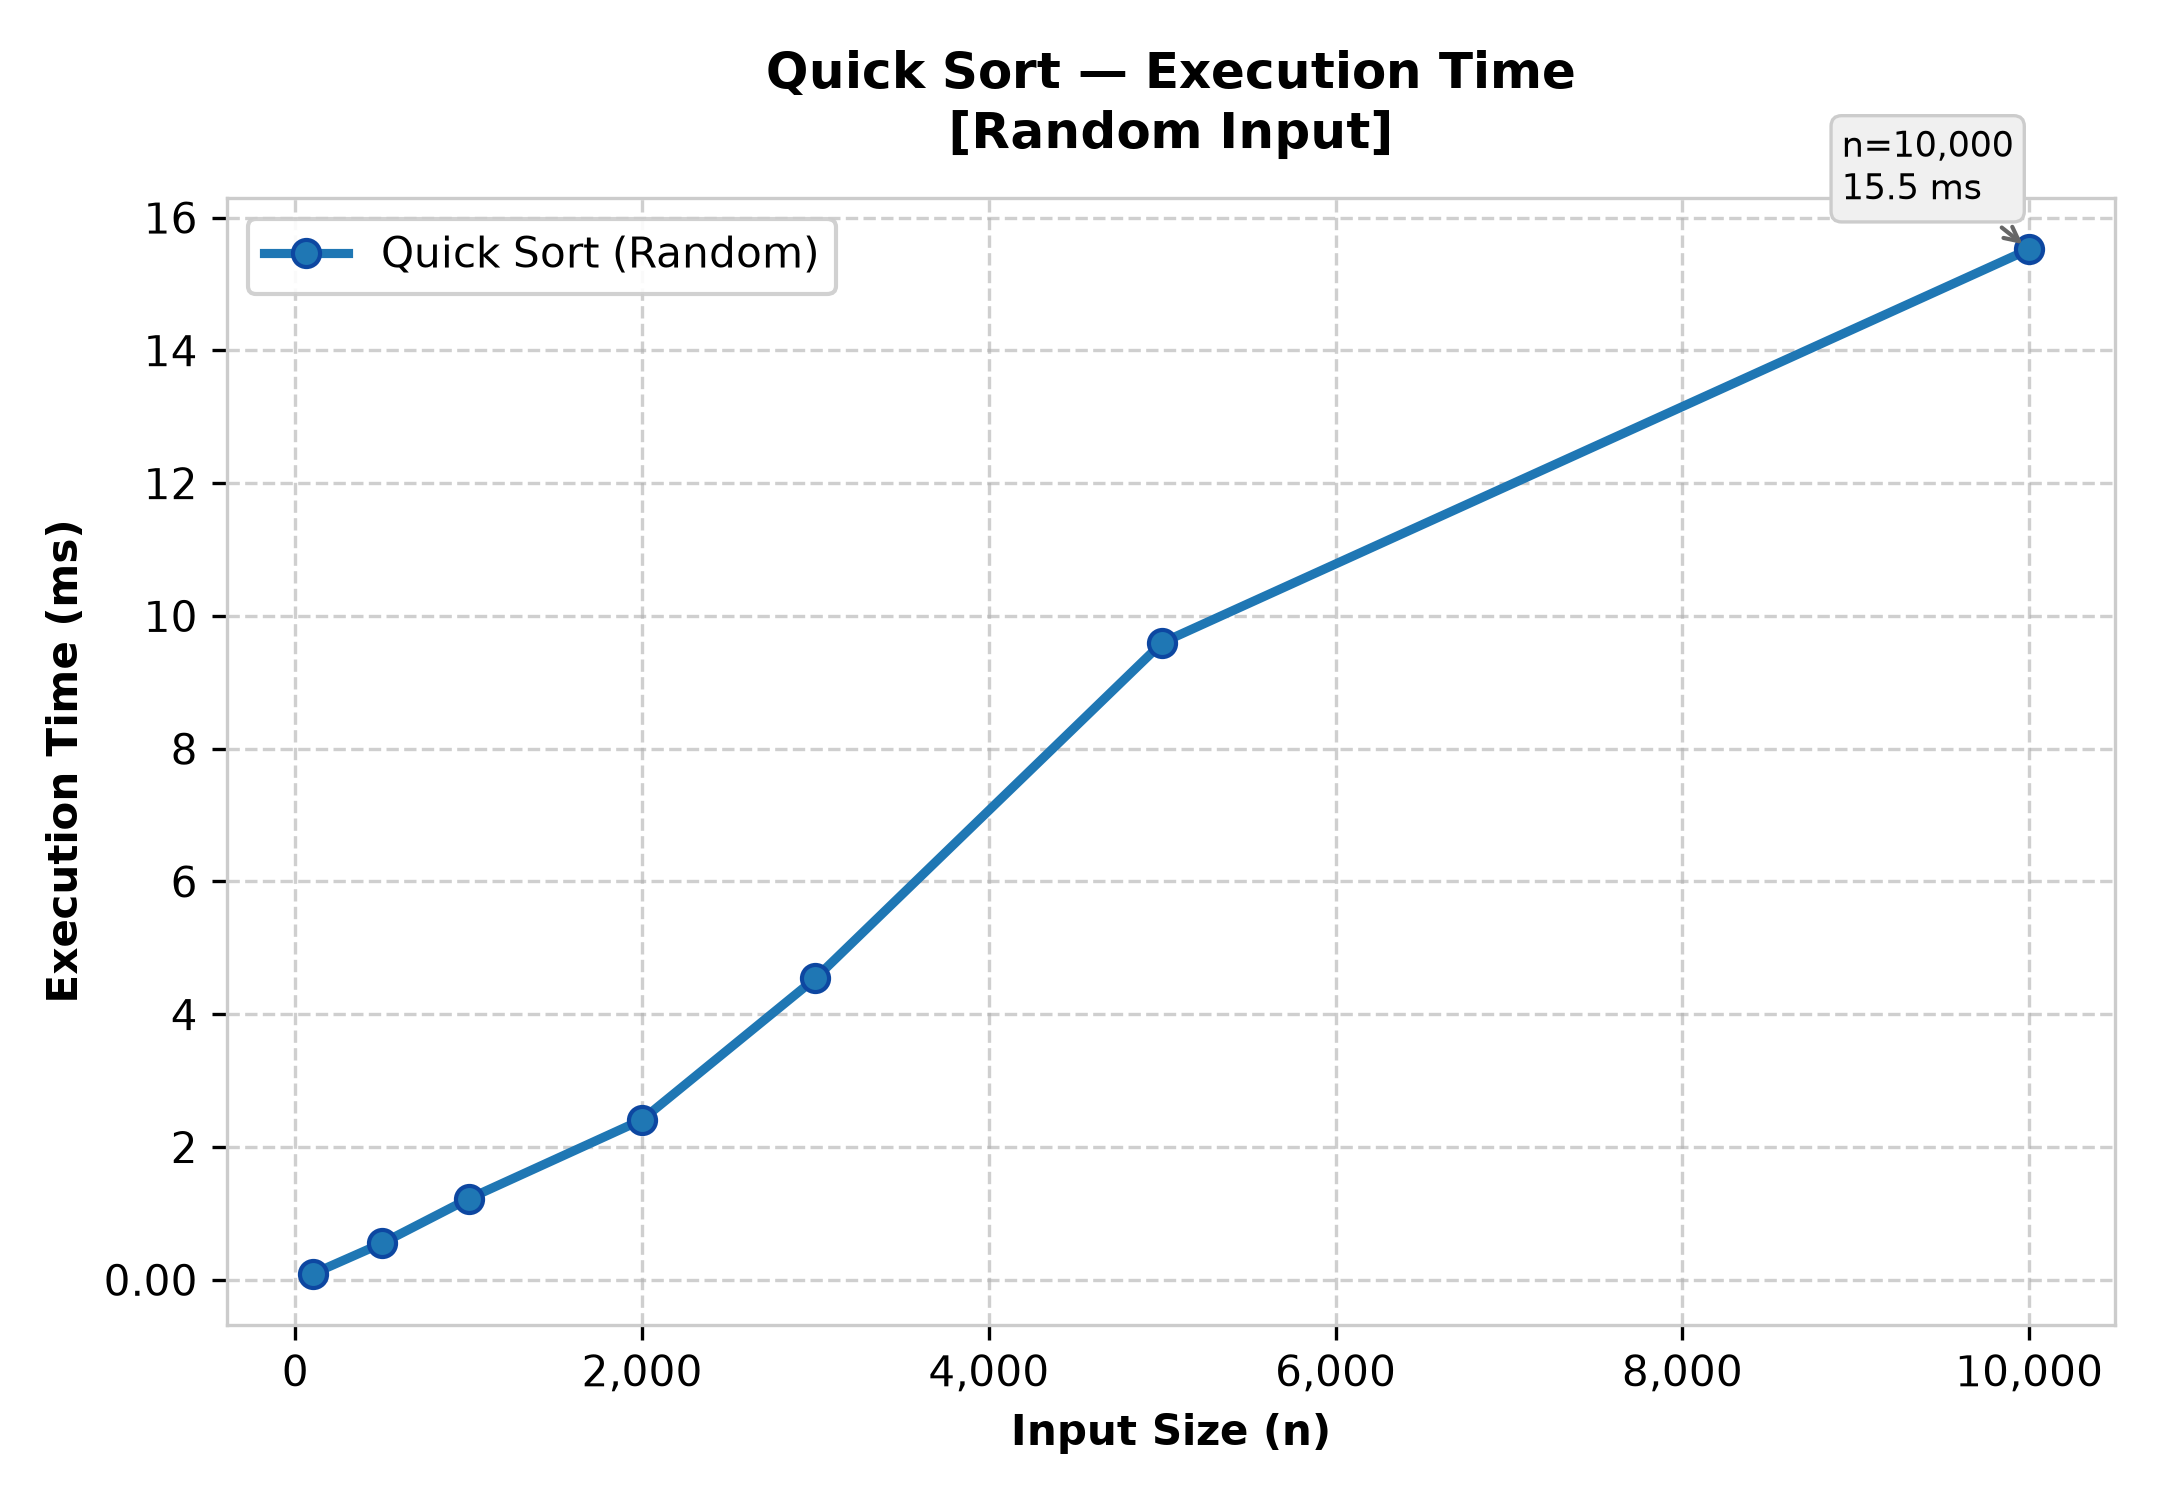 Quick Sort — Execution Time
[Random Input]
n=10,000
15.5 ms
Quick Sort (Random)
16
14
12
10
8
6
4
2
0.00
Execution Time (ms)
0
2,000
4,000
6,000
8,000
10,000
Input Size (n)